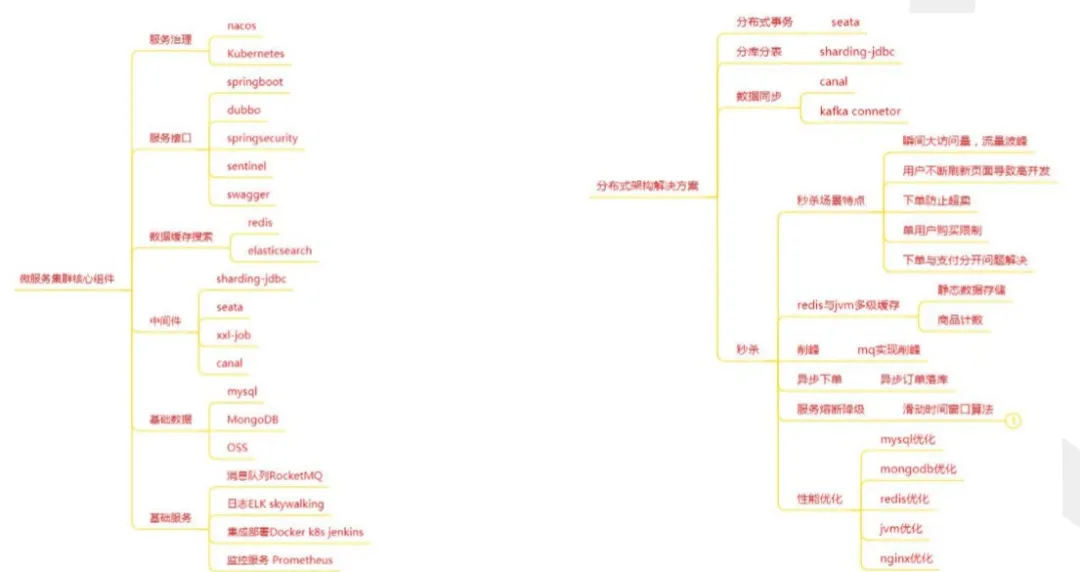 微服务集群核心组件
服务治理
nacos
Kubernetes
服务接口
springboot
dubbo
springsecurity
sentinel
swagger
数据缓存搜索
redis
elasticsearch
中间件
sharding-jdbc
seata
xxl-job
canal
基础数据
mysql
MongoDB
OSS
基础服务
消息队列RocketMQ
日志ELK skywalking
集成部署Docker k8s jenkins
监控服务 Prometheus
分布式架构解决方案
分布式事务
seata
分库分表
sharding-jdbc
数据同步
canal
kafka connetor
秒杀
秒杀场景特点
瞬间大访问量，流量波峰
用户不断刷新页面导致高开发
下单防止超卖
单用户购买限制
下单与支付分开问题解决
redis与jvm多级缓存
静态数据存储
商品计数
削峰
mq实现削峰
异步下单
异步订单落库
服务熔断降级
滑动时间窗口算法
1
性能优化
mysql优化
mongodb优化
redis优化
jvm优化
nginx优化